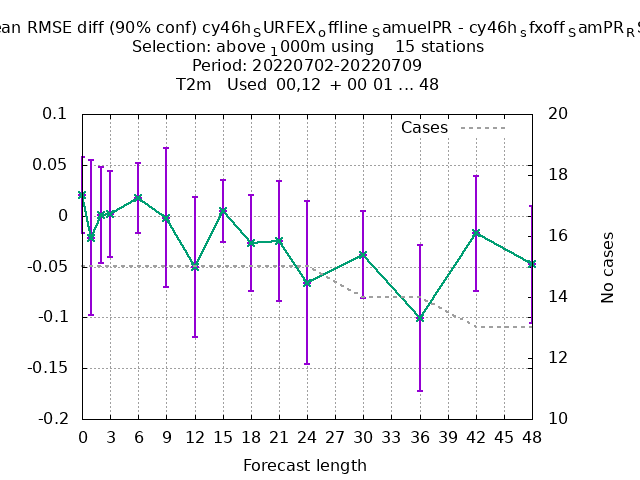 ean RMSE diff (90% conf) cy46h_SURFEX_offline_SamuelPR - cy46h_sfxoff_SamPR_RS
Selection: above_1000m using 15 stations
Period: 20220702-20220709
T2m Used 00,12 + 00 01 ... 48
0.1
0.05
0
-0.05
-0.1
-0.15
-0.2
20
18
16
14
12
10
Cases
No cases
0 3 6 9 12 15 18 21 24 27 30 33 36 39 42 45 48
Forecast length